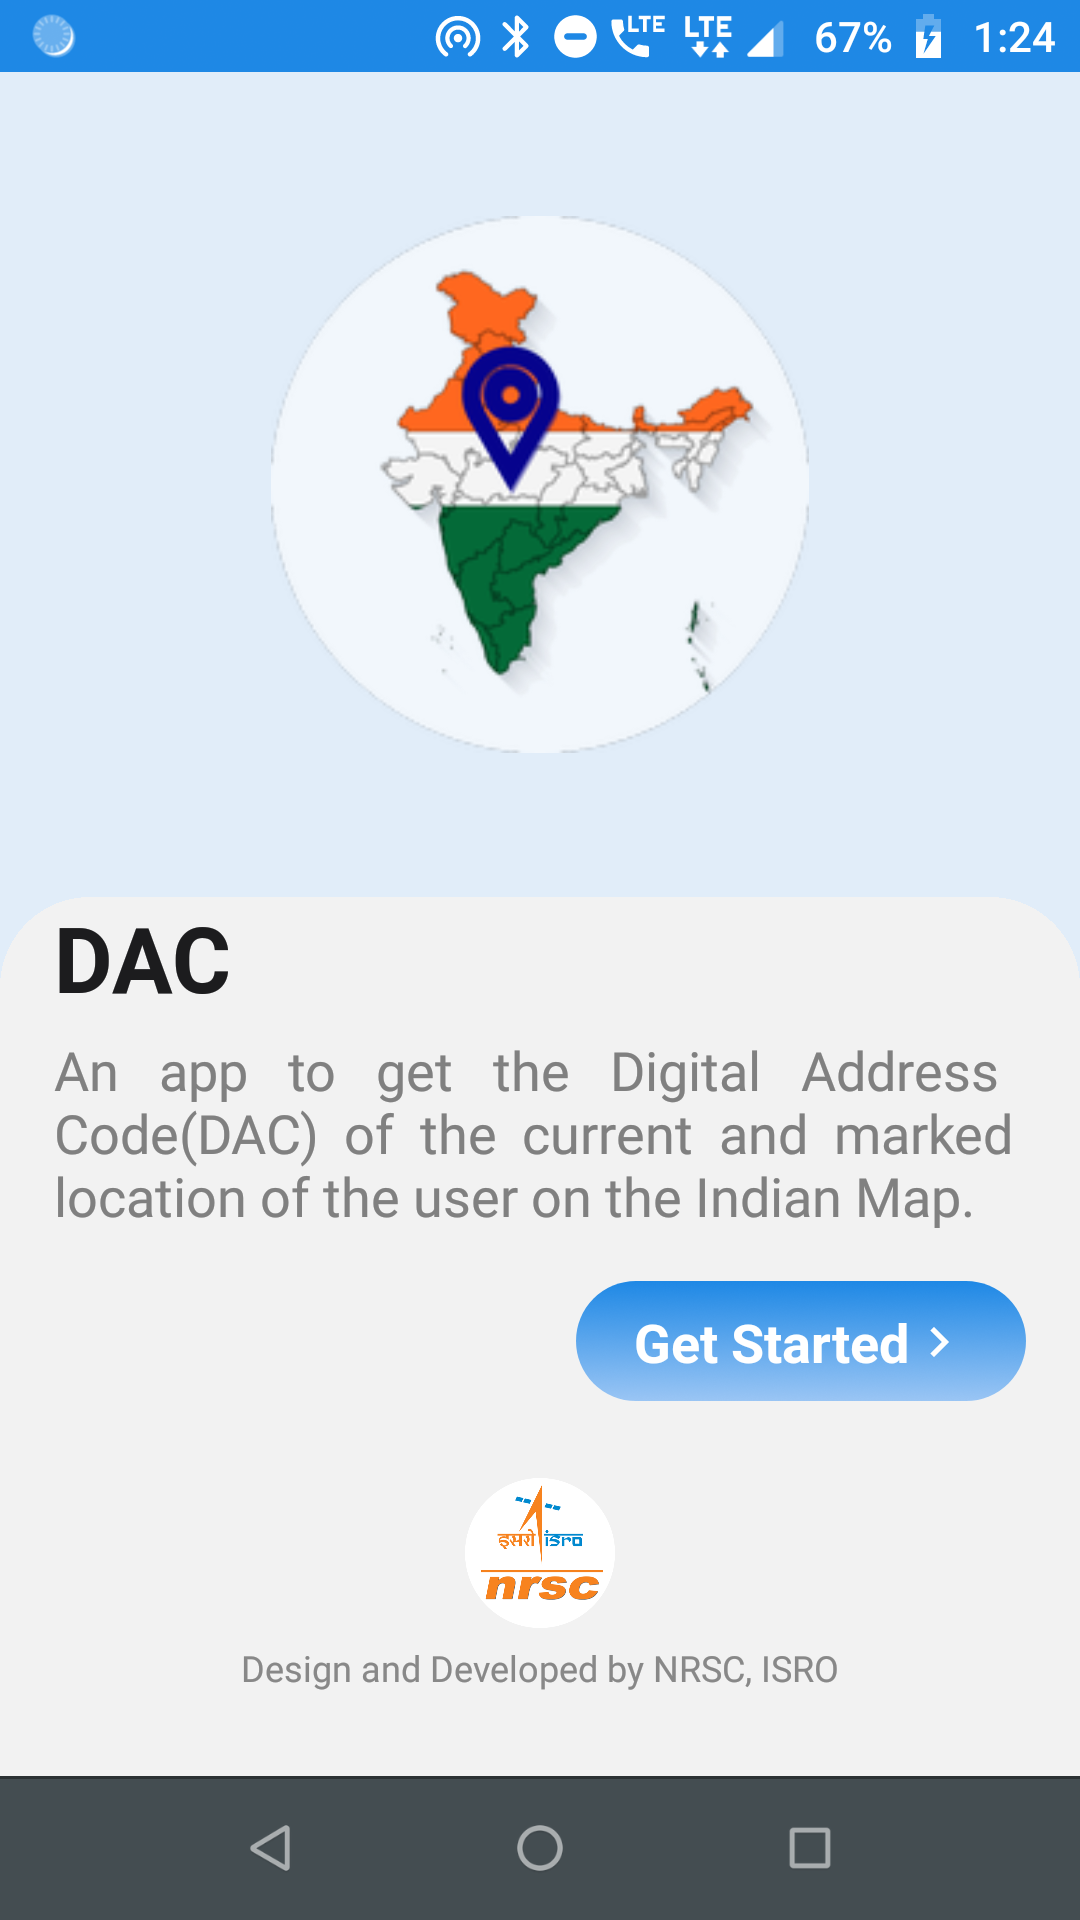 LTE LTE 67% 1:24
DAC
An app to get the Digital Address
Code(DAC) of the current and marked
location of the user on the Indian Map.
Get Started
इसरो isro
nrsc
Design and Developed by NRSC, ISRO